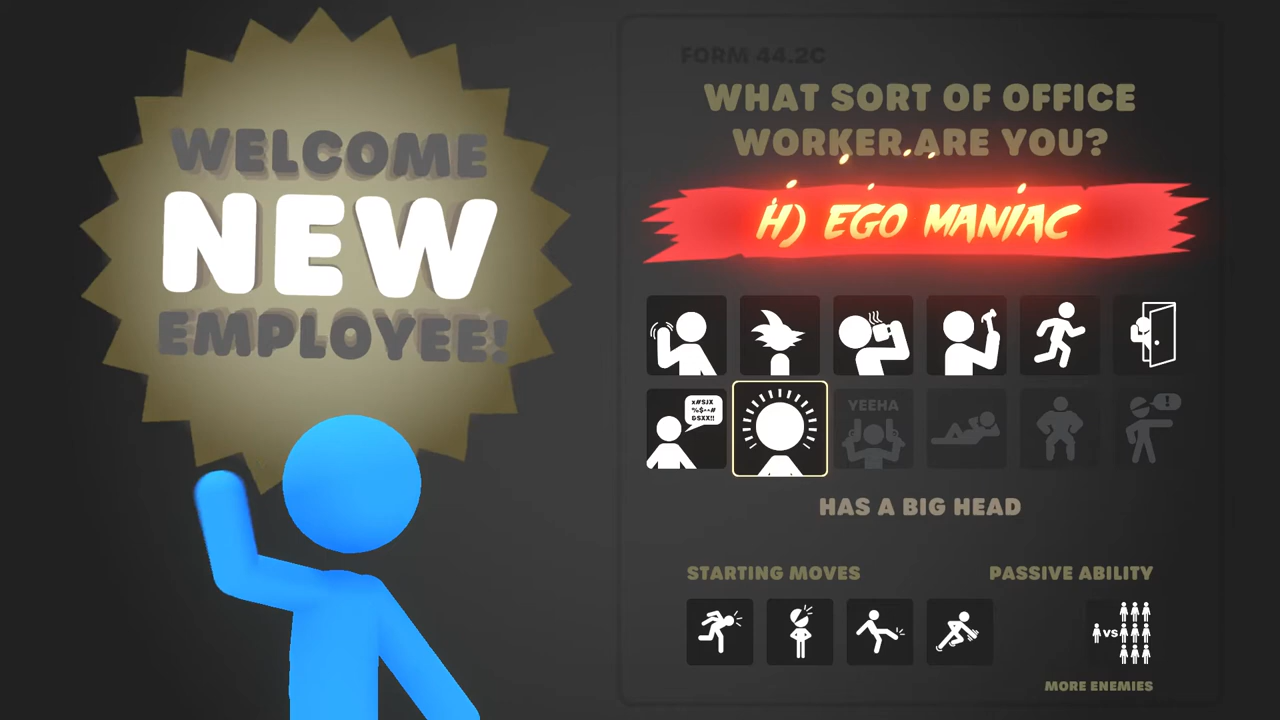 WELCOME
NEW
EMPLOYEE!
FORM 44.2C
WHAT SORT OF OFFICE
WORKER ARE YOU?
H) EGO MANIAC
X#SJX
%$--#
&SXX!!
YEEHA
!
HAS A BIG HEAD
STARTING MOVES
PASSIVE ABILITY
VS
MORE ENEMIES